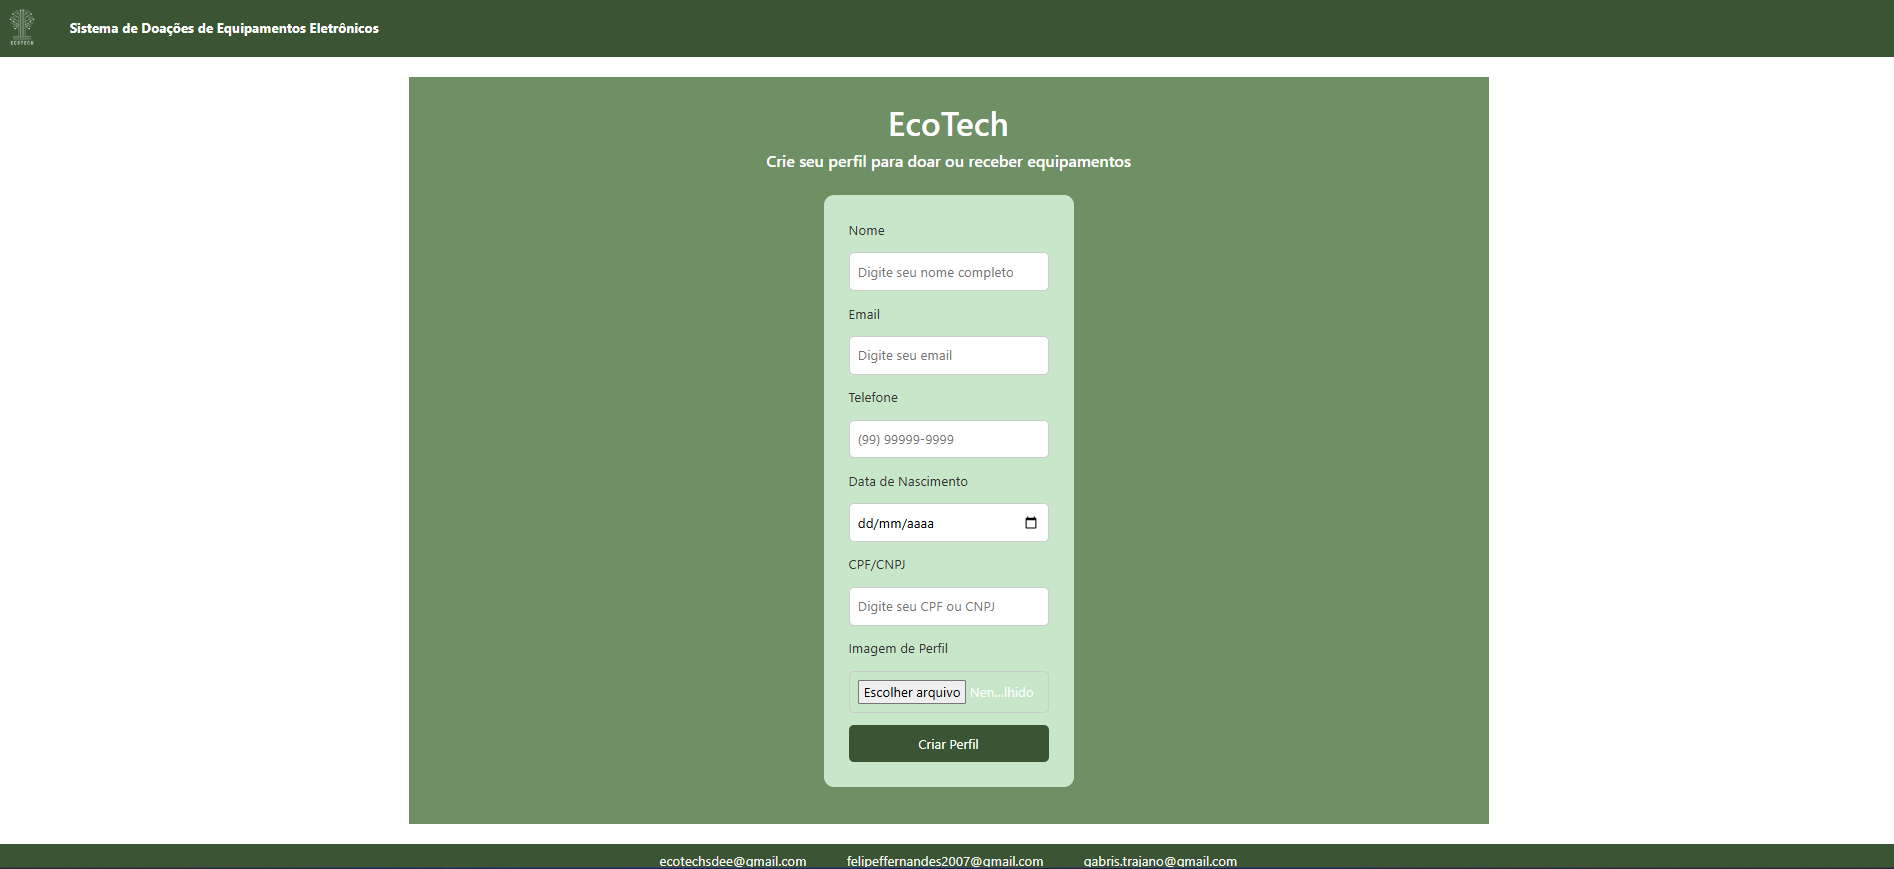 ECOTECH
Sistema de Doações de Equipamentos Eletrônicos
EcoTech
Crie seu perfil para doar ou receber equipamentos
Nome
Digite seu nome completo
Email
Digite seu email
Telefone
(99) 99999-9999
Data de Nascimento
dd/mm/aaaa
CPF/CNPJ
Digite seu CPF ou CNPJ
Imagem de Perfil
Escolher arquivo Nen...lhido
Criar Perfil
ecotechsdee@gmail.com felipeffernandes2007@gmail.com gabris.trajano@gmail.com